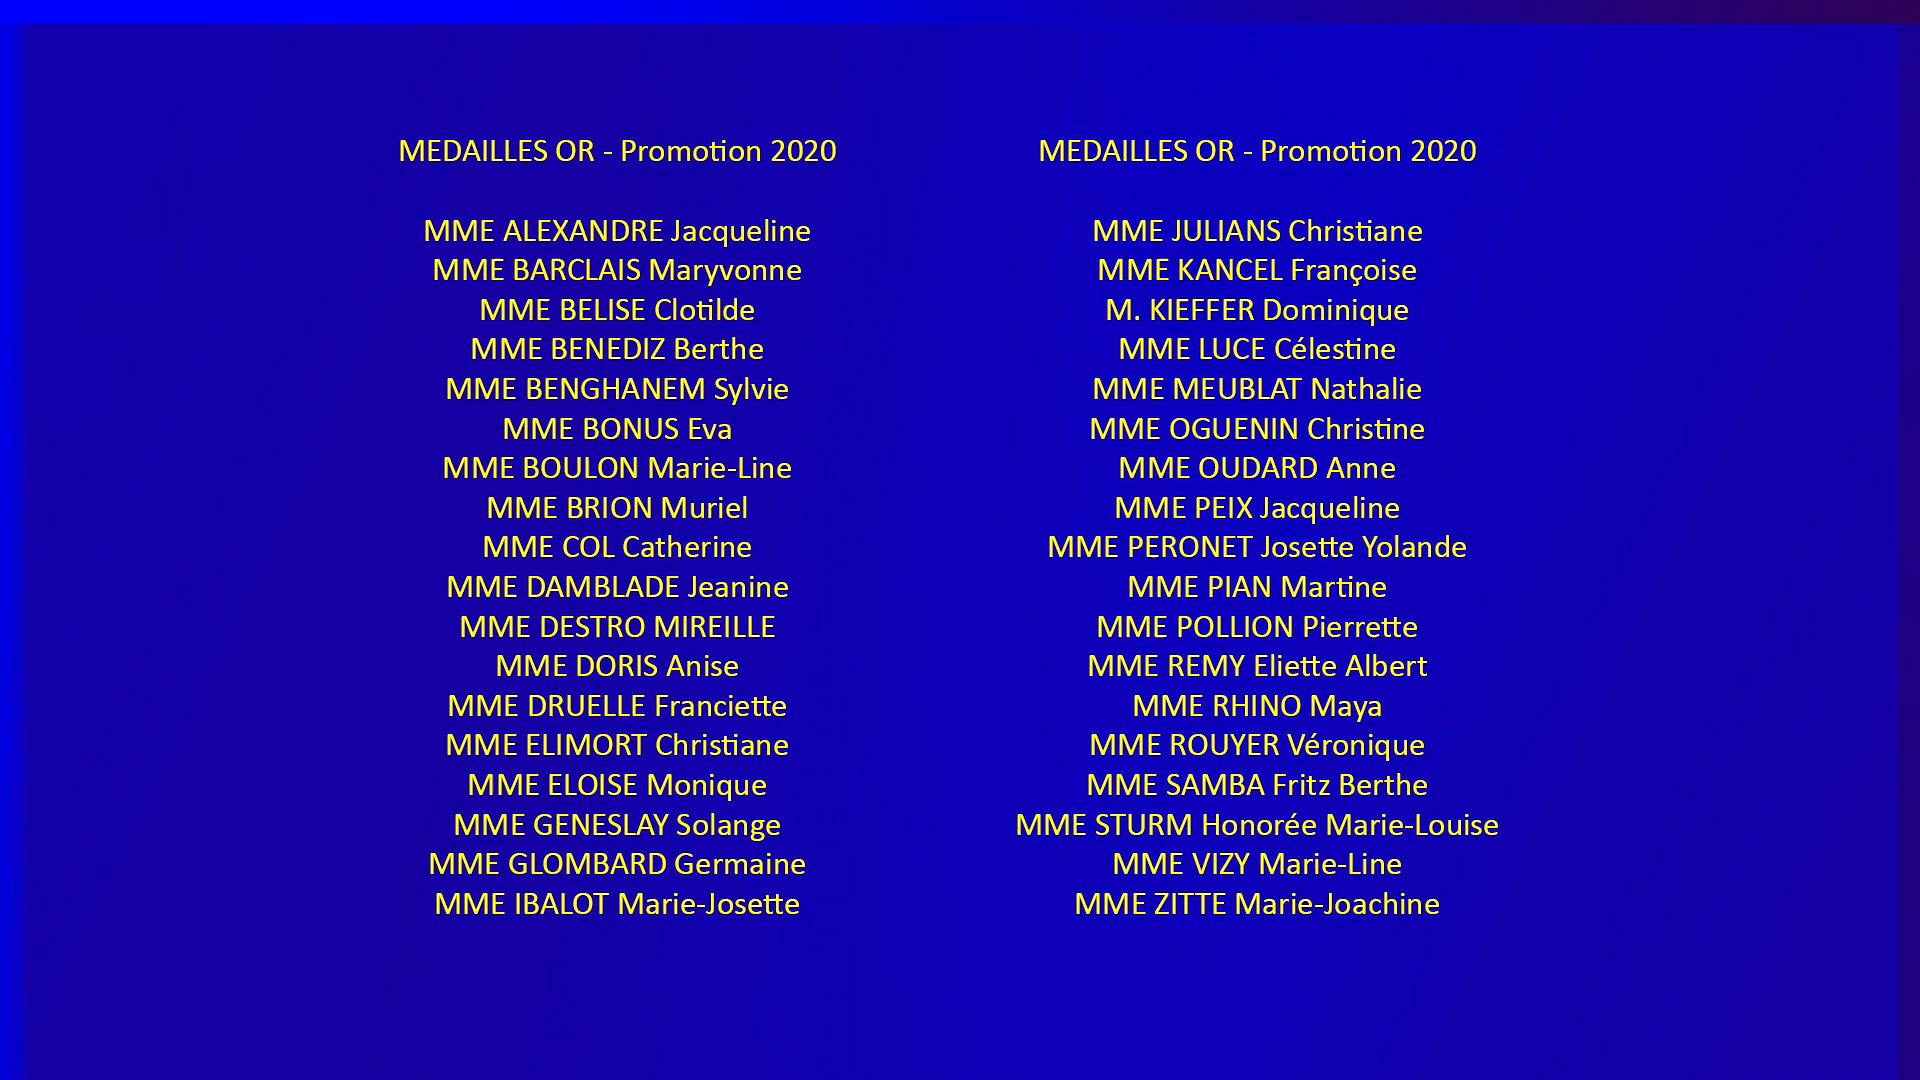 MEDAILLES OR - Promotion 2020
MME ALEXANDRE Jacqueline
MME BARCLAIS Maryvonne
MME BELISE Clotilde
MME BENEDIZ Berthe
MME BENGHANEM Sylvie
MME BONUS Eva
MME BOULON Marie-Line
MME BRION Muriel
MME COL Catherine
MME DAMBLADE Jeanine
MME DESTRO MIREILLE
MME DORIS Anise
MME DRUELLE Franciette
MME ELIMORT Christiane
MME ELOISE Monique
MME GENESLAY Solange
MME GLOMBARD Germaine
MME IBALOT Marie-Josette
MEDAILLES OR - Promotion 2020
MME JULIANS Christiane
MME KANCEL Françoise
M. KIEFFER Dominique
MME LUCE Célestine
MME MEUBLAT Nathalie
MME OGUENIN Christine
MME OUDARD Anne
MME PEIX Jacqueline
MME PERONET Josette Yolande
MME PIAN Martine
MME POLLION Pierrette
MME REMY Eliette Albert
MME RHINO Maya
MME ROUYER Véronique
MME SAMBA Fritz Berthe
MME STURM Honorée Marie-Louise
MME VIZY Marie-Line
MME ZITTE Marie-Joachine